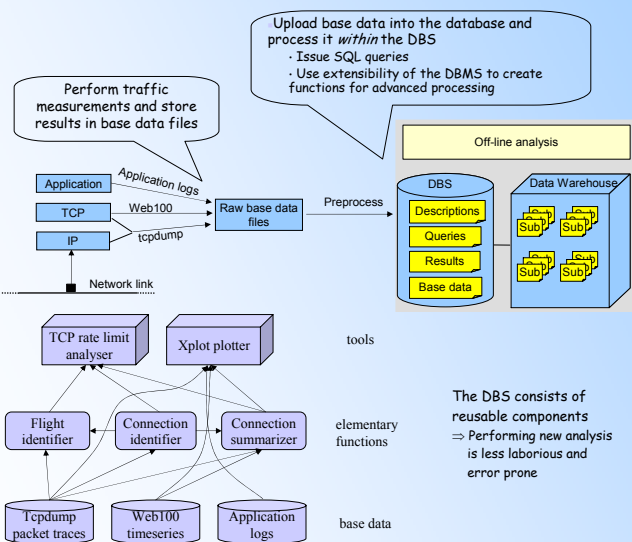 Upload base data into the database and
process it within the DBS
· Issue SQL queries
· Use extensibility of the DBMS to create
functions for advanced processing
Perform traffic
measurements and store
results in base data files
Off-line analysis
Application
Application logs
TCP
Web100
IP
tcpdump
Raw base data
files
Preprocess
Network link
DBS
Descriptions
Queries
Results
Base data
Data Warehouse
Sub
Sub
Sub
Sub
Sub
Sub
Sub
Sub
TCP rate limit
analyser
Xplot plotter
tools
Flight
identifier
Connection
identifier
Connection
summarizer
elementary
functions
Tcpdump
packet traces
Web100
timeseries
Application
logs
base data
The DBS consists of
reusable components
⇒ Performing new analysis
is less laborious and
error prone